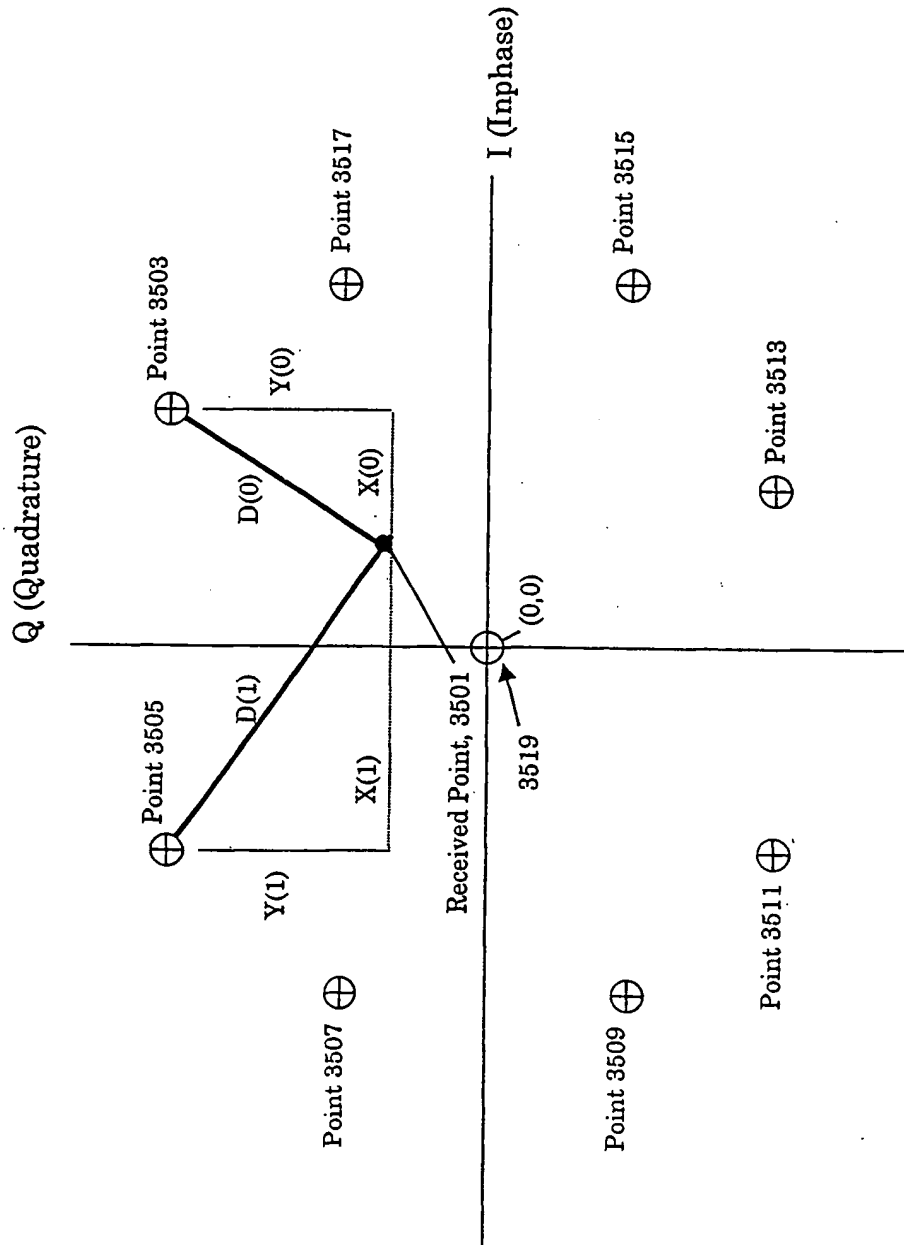 Q (Quadrature)
Point 3505
Point 3503
D(1)
D(0)
Y(1)
X(1)
X(0)
Y(0)
Point 3507
Point 3517
Received Point, 3501
I (Inphase)
(0,0)
3519
Point 3509
Point 3511
Point 3513
Point 3515